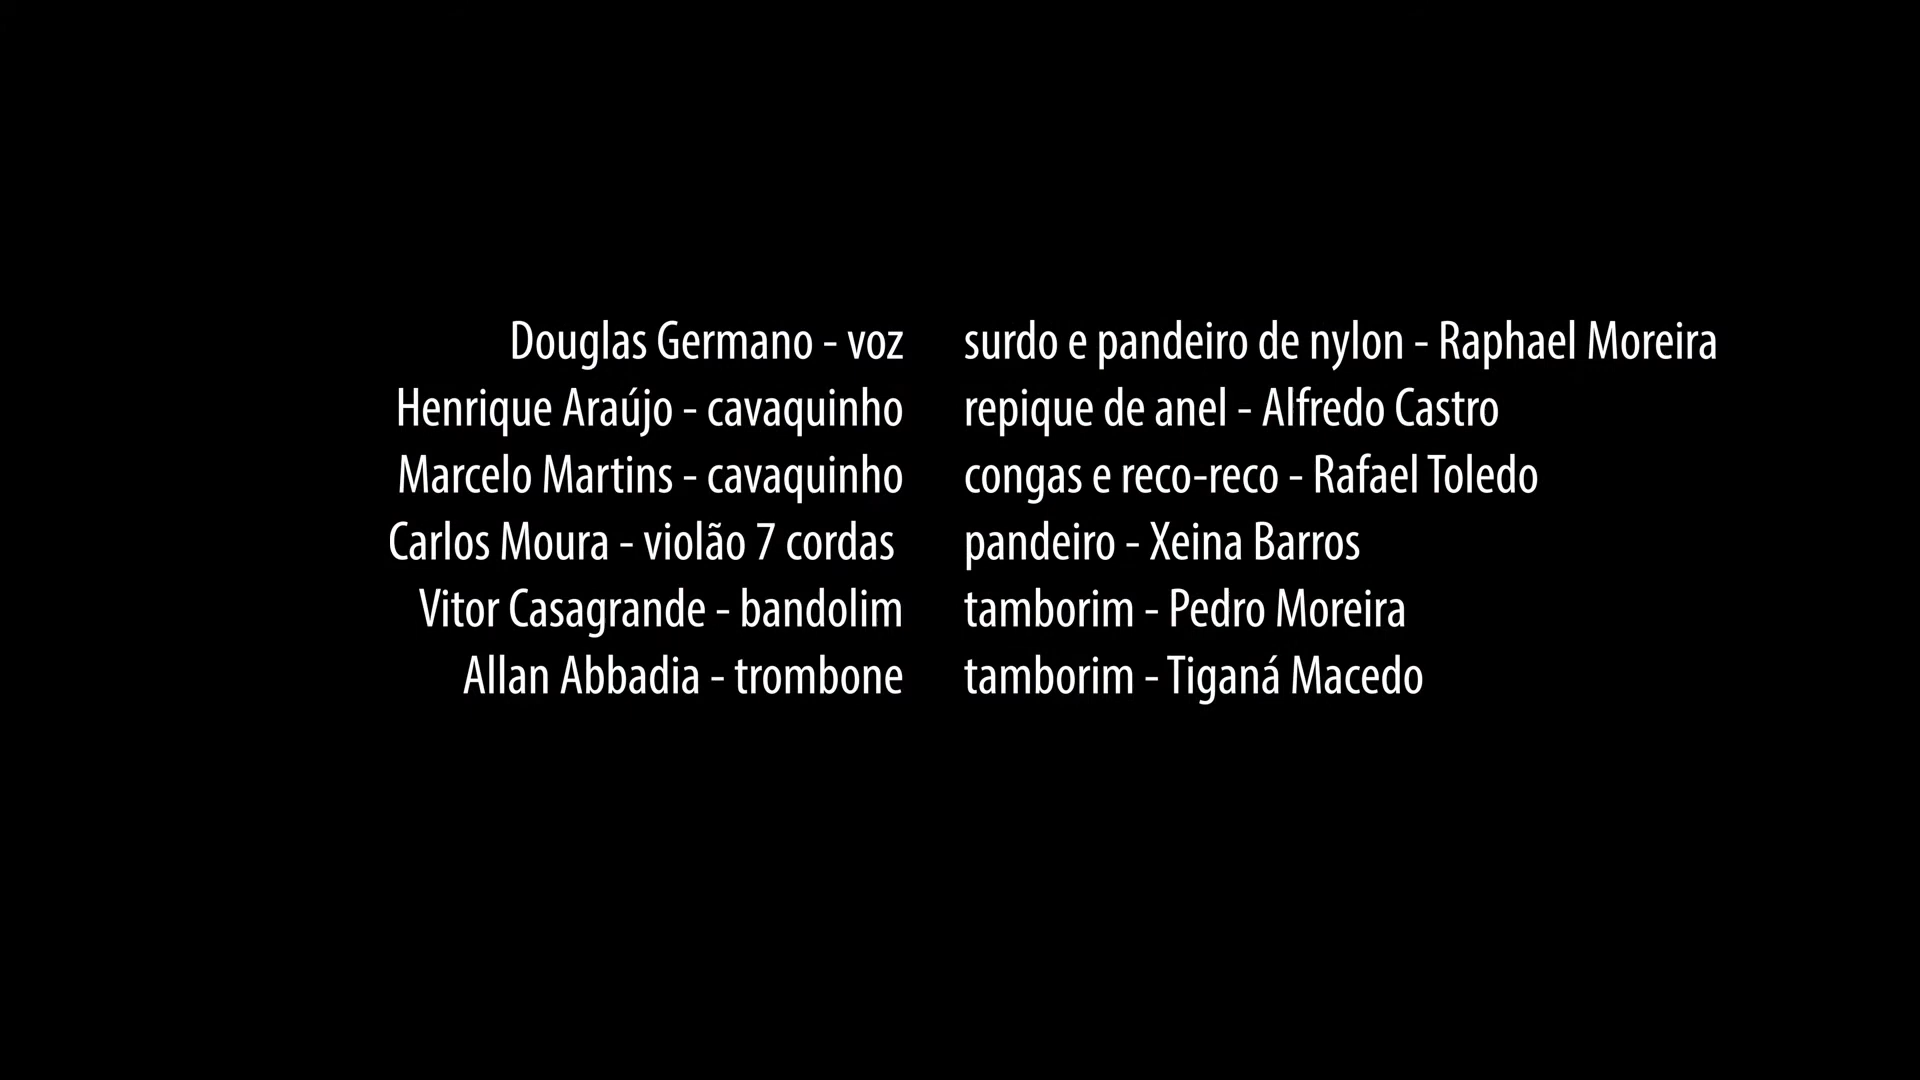 Douglas Germano - voz
Henrique Araújo - cavaquinho
Marcelo Martins - cavaquinho
Carlos Moura - violão 7 cordas
Vitor Casagrande - bandolim
Allan Abbadia - trombone
surdo e pandeiro de nylon - Raphael Moreira
repique de anel - Alfredo Castro
congas e reco-reco - Rafael Toledo
pandeiro - Xeina Barros
tamborim - Pedro Moreira
tamborim - Tiganá Macedo